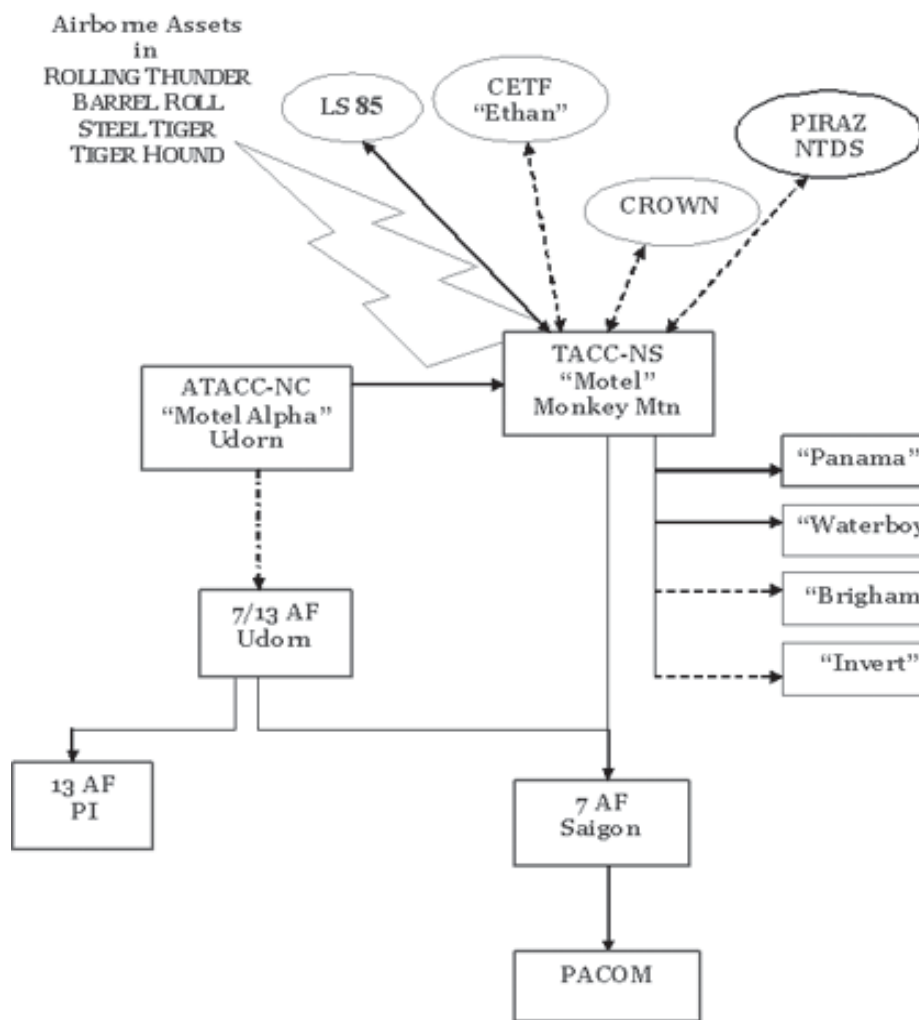 Airborne Assets
in
ROLLING THUNDER
BARREL ROLL
STEEL TIGER
TIGER HOUND
LS 85
CETF
“Ethan”
CROWN
PIRAZ
NTDS
ATACC-NC
“Motel Alpha”
Udorn
TACC-NS
“Motel”
Monkey Mtn
“Panama”
“Waterboy
“Brigham
“Invert”
7/13 AF
Udorn
13 AF
PI
7 AF
Saigon
PACOM